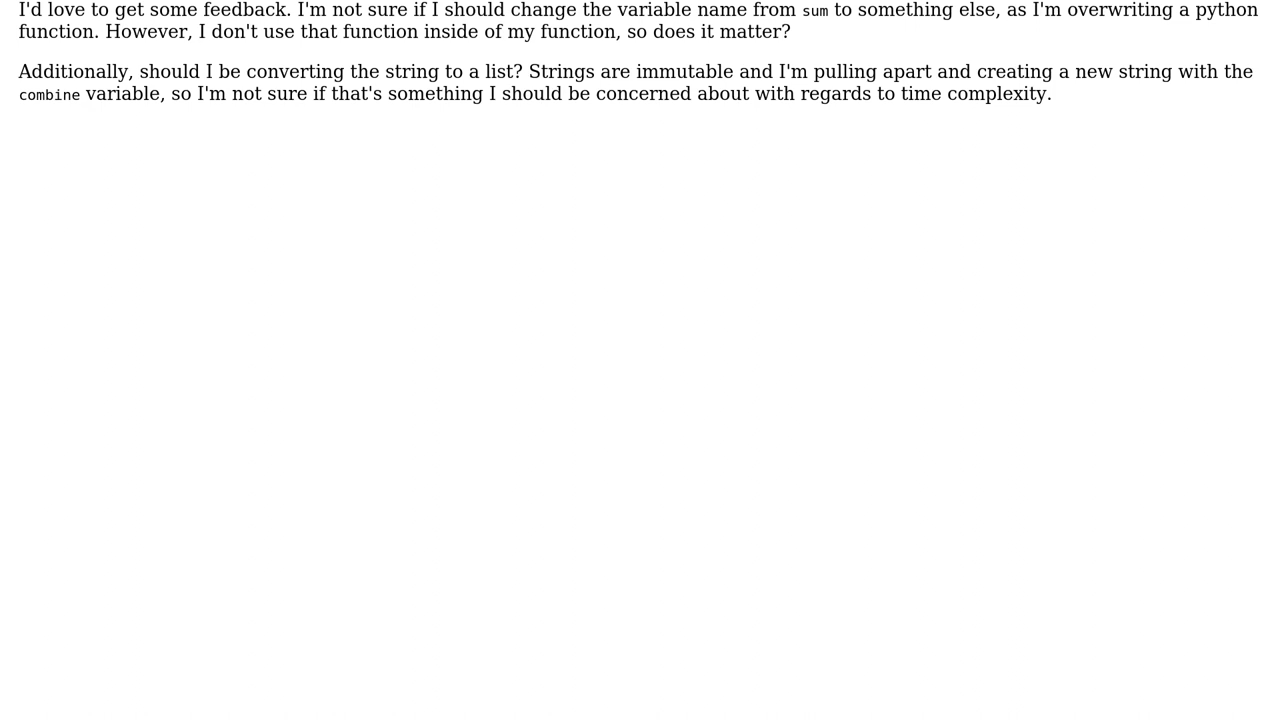 I'd love to get some feedback. I'm not sure if I should change the variable name from sum to something else, as I'm overwriting a python
function. However, I don't use that function inside of my function, so does it matter?
Additionally, should I be converting the string to a list? Strings are immutable and I'm pulling apart and creating a new string with the
combine variable, so I'm not sure if that's something I should be concerned about with regards to time complexity.